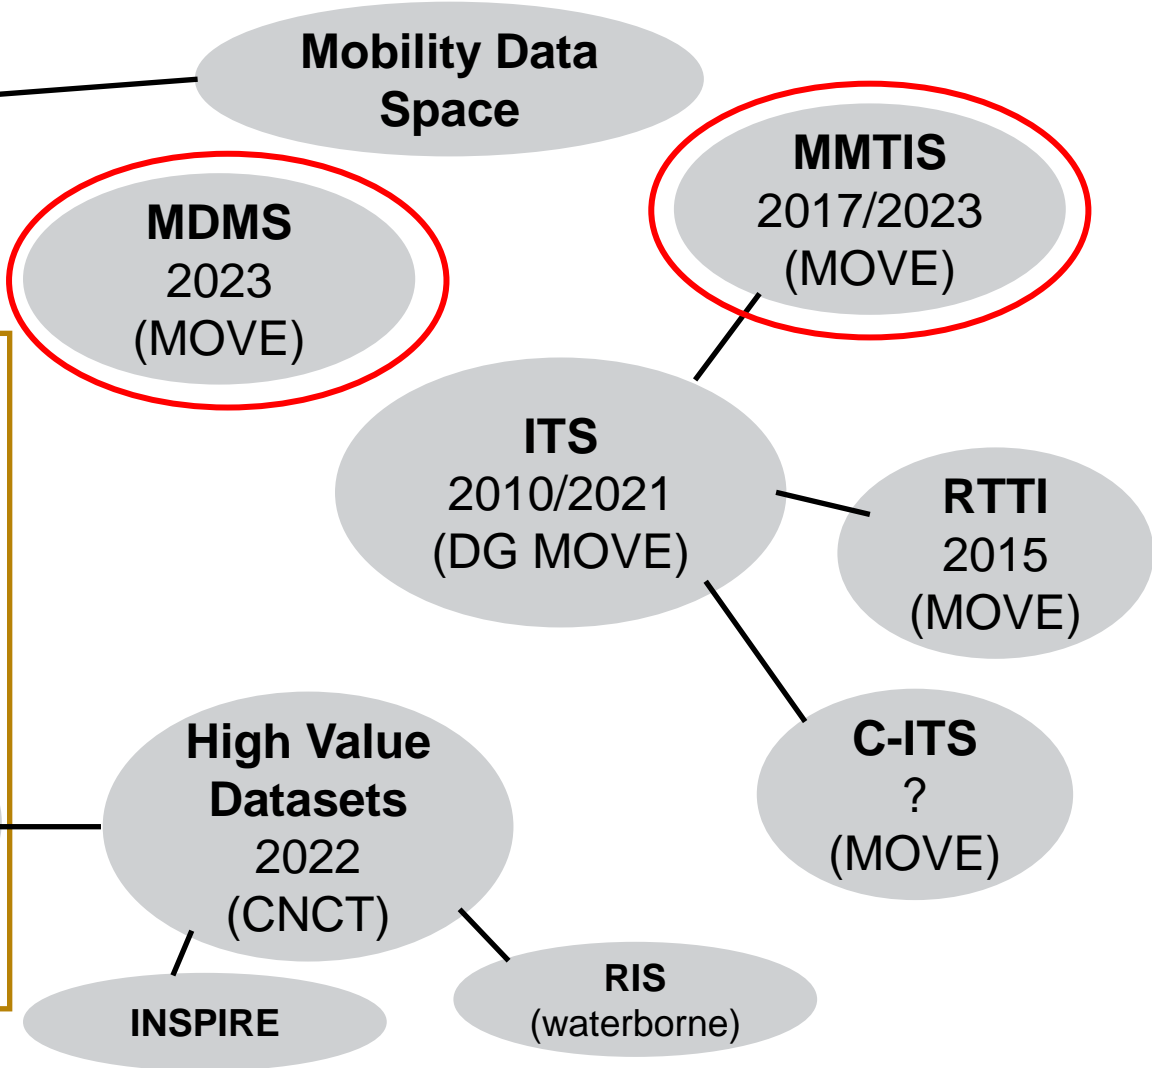 Mobility Data
Space
MMTIS
2017/2023
(MOVE)
MDMS
2023
(MOVE)
ITS
2010/2021
(DG MOVE)
RTTI
2015
(MOVE)
C-ITS
?
(MOVE)
High Value
Datasets
2022
(CNCT)
INSPIRE
RIS
(waterborne)